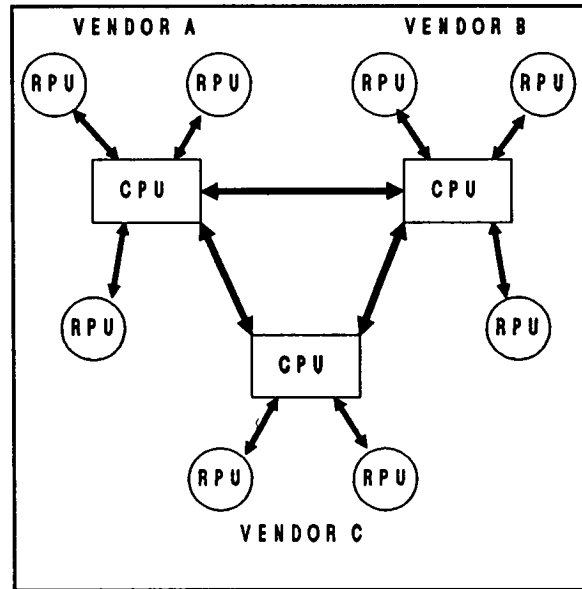 VENDOR A VENDOR B
RPU RPU RPU RPU
CPU CPU
RPU RPU
CPU
RPU RPU
VENDOR C